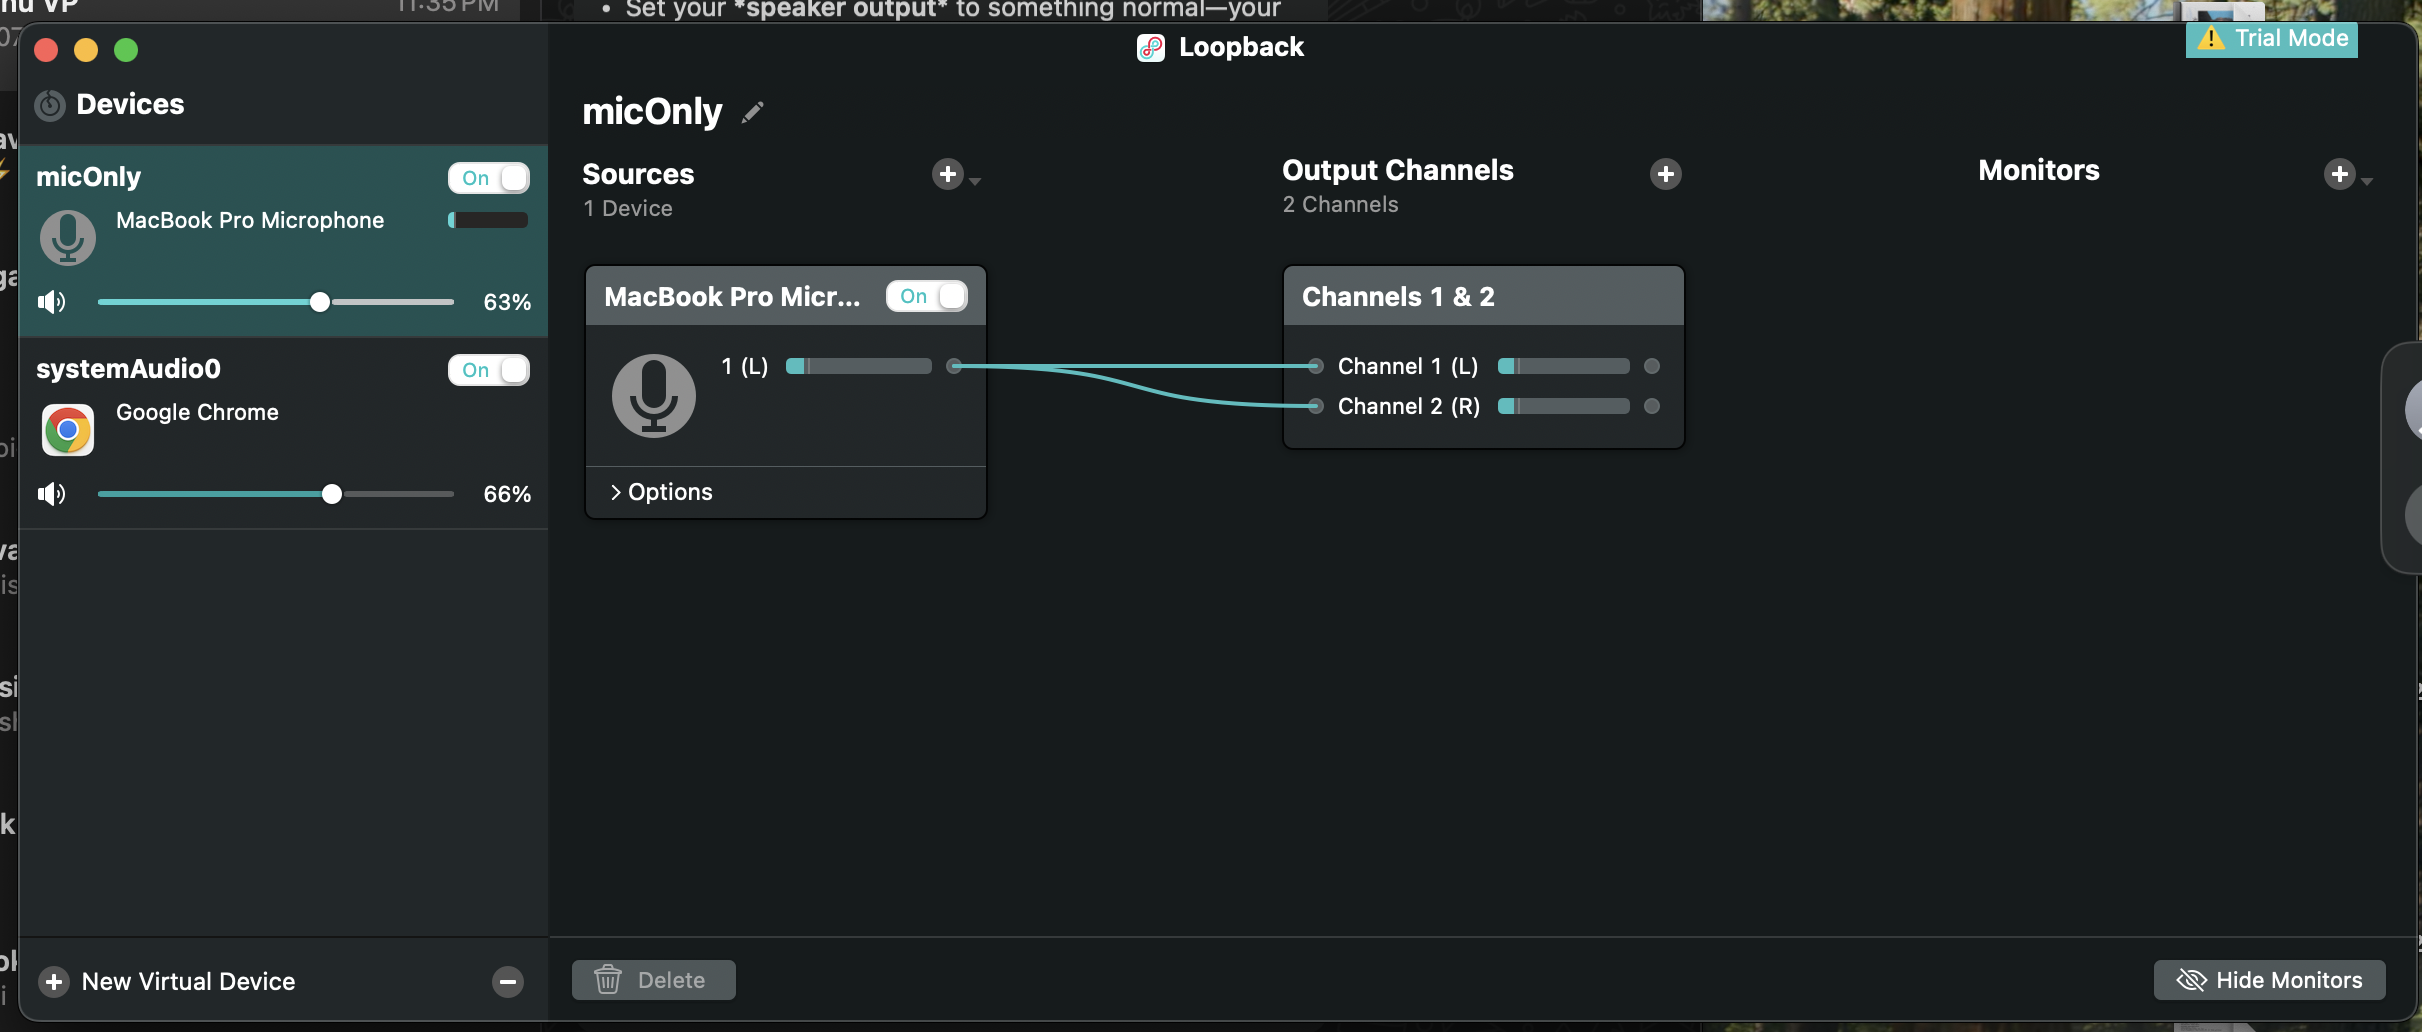 11:35 PM
• Set your *speaker output* to something normal—your
Loopback
Trial Mode
Devices
micOnly
On
MacBook Pro Microphone
63%
systemAudio0
On
Google Chrome
66%
New Virtual Device
micOnly
Sources
1 Device
MacBook Pro Micr...
On
1 (L)
Options
Output Channels
2 Channels
Channels 1 & 2
Channel 1 (L)
Channel 2 (R)
Monitors
Delete
Hide Monitors